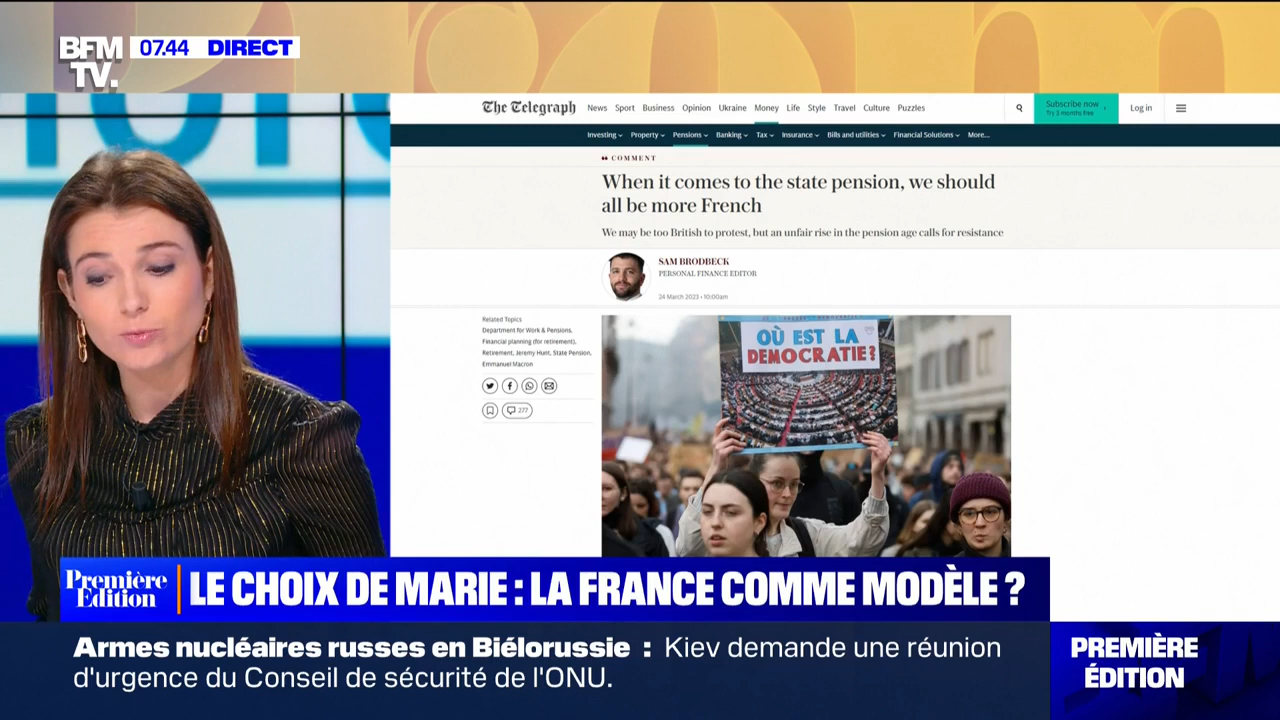 BFM
TV.
07.44 DIRECT
The Telegraph
News Sport Business Opinion Ukraine Money Life Style Travel Culture Puzzles
Subscribe now
Try 3 months free
Log in
Investing Property Pensions Banking Tax Insurance Bills and utilities Financial Solutions More...
COMMENT
When it comes to the state pension, we should
all be more French
We may be too British to protest, but an unfair rise in the pension age calls for resistance
SAM BRODBECK
PERSONAL FINANCE EDITOR
24 March 2023 • 10:00am
Related Topics
Department for Work & Pensions,
Financial planning (for retirement),
Retirement, Jeremy Hunt, State Pension,
Emmanuel Macron
277
OÙ EST LA
DEMOCRATIE?
Première
Édition
LE CHOIX DE MARIE : LA FRANCE COMME MODÈLE ?
Armes nucléaires russes en Biélorussie : Kiev demande une réunion
d'urgence du Conseil de sécurité de l'ONU.
PREMIÈRE
ÉDITION